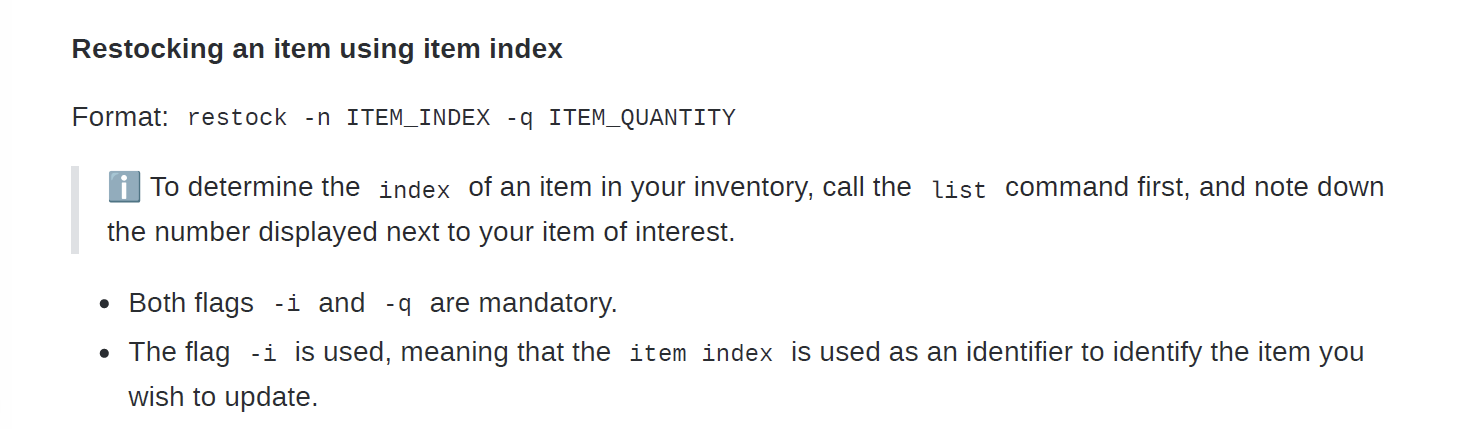 Restocking an item using item index
Format: restock -n ITEM_INDEX -q ITEM_QUANTITY
ℹ️ To determine the index of an item in your inventory, call the list command first, and note down
the number displayed next to your item of interest.
• Both flags -i and -q are mandatory.
• The flag -i is used, meaning that the item index is used as an identifier to identify the item you
wish to update.